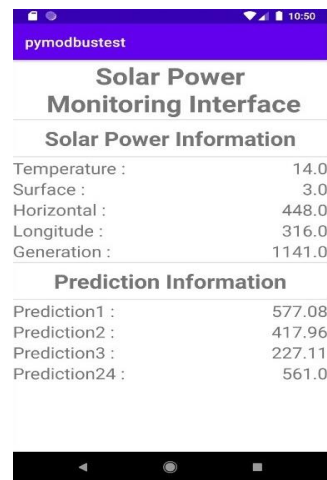 10:50
pymodbustest
Solar Power
Monitoring Interface
Solar Power Information
Temperature : 14.0
Surface : 3.0
Horizontal : 448.0
Longitude : 316.0
Generation : 1141.0
Prediction Information
Prediction1 : 577.08
Prediction2 : 417.96
Prediction3 : 227.11
Prediction24 : 561.0